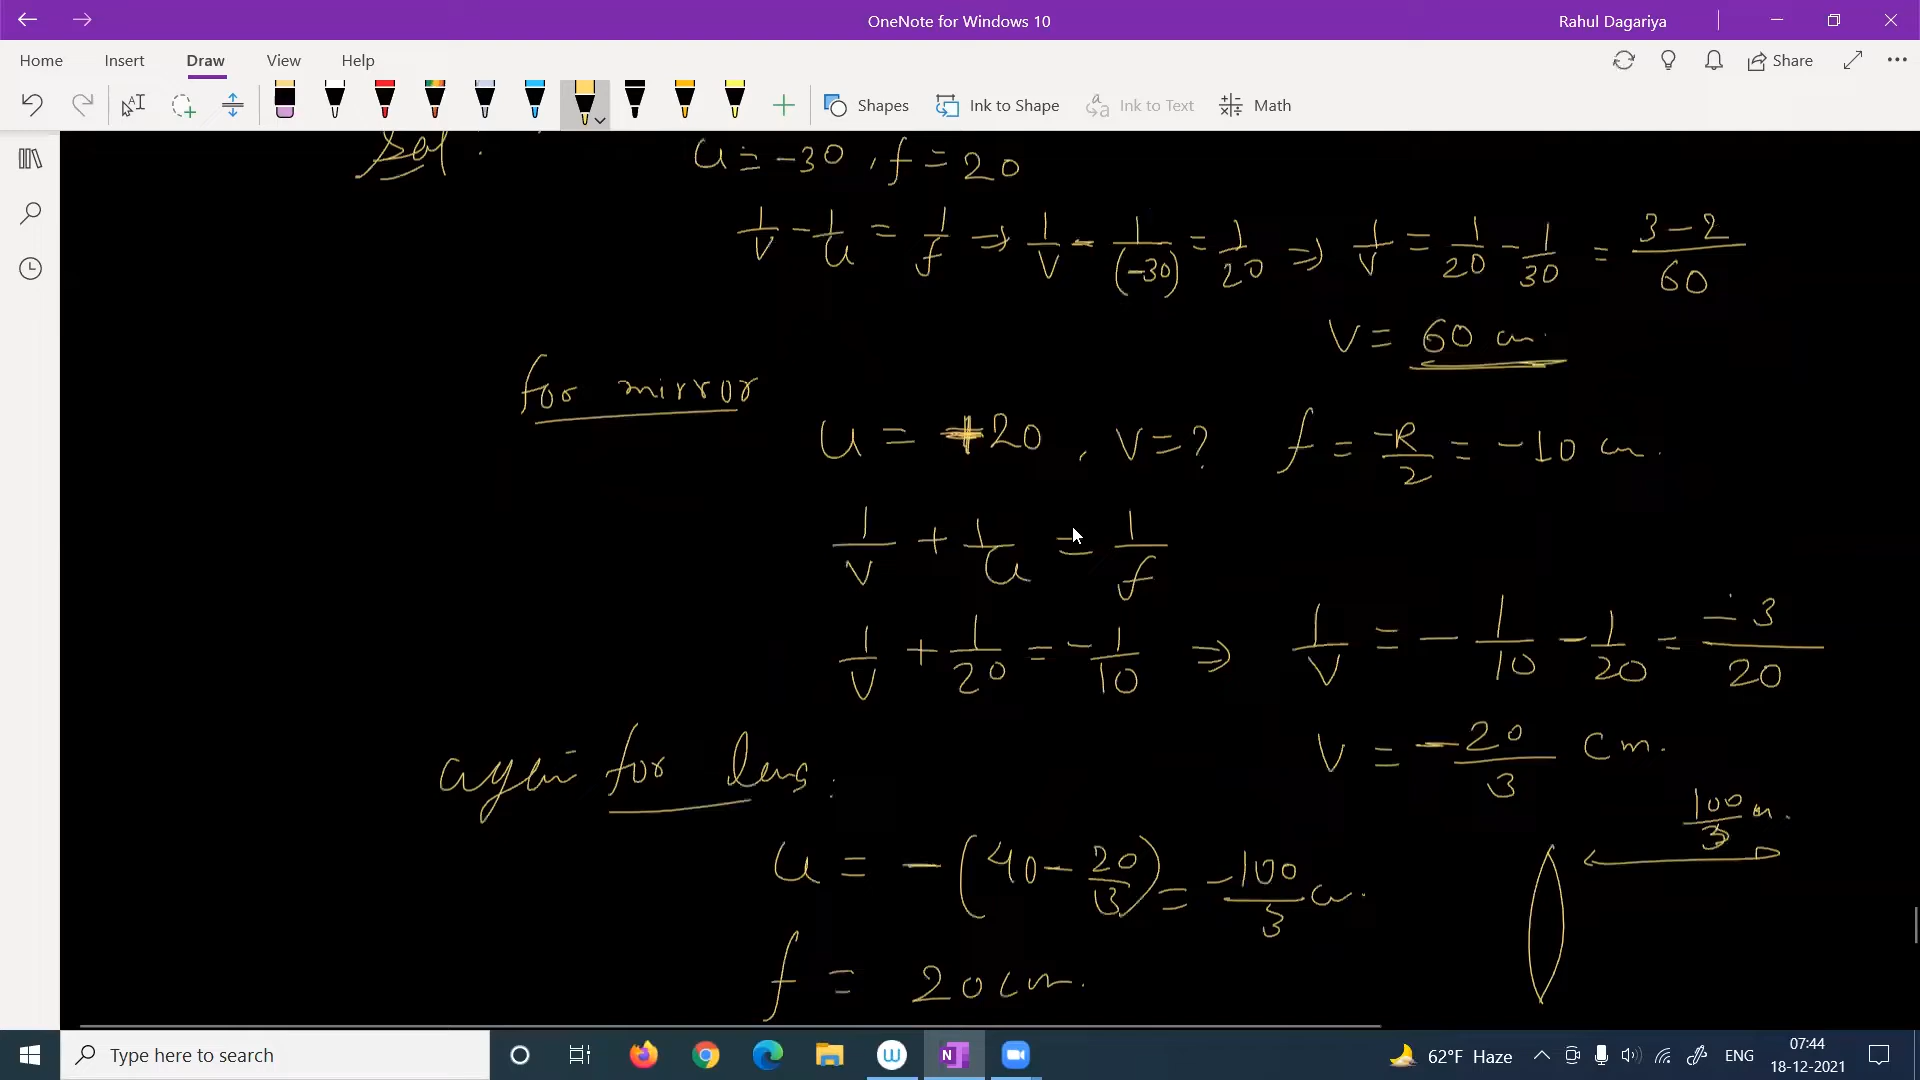 OneNote for Windows 10
Rahul Dagariya
Home Insert Draw View Help
Share
Shapes Ink to Shape Ink to Text Math
Sol. u = -30 , f = 20
1/v - 1/u = 1/f ⇒ 1/v - 1/(-30) = 1/20 ⇒ 1/v = 1/20 - 1/30 = 3-2/60
v = 60 cm.
for mirror
u = +20 , v = ? f = -R/2 = -10 cm.
1/v + 1/u = 1/f
1/v + 1/20 = -1/10 ⇒ 1/v = -1/10 - 1/20 = -3/20
v = -20/3 cm.
again for lens.
100/3 cm.
u = -(40 - 20/3) = -100/3 cm.
f = 20 cm.
Type here to search
62°F Haze
ENG
07:44
18-12-2021